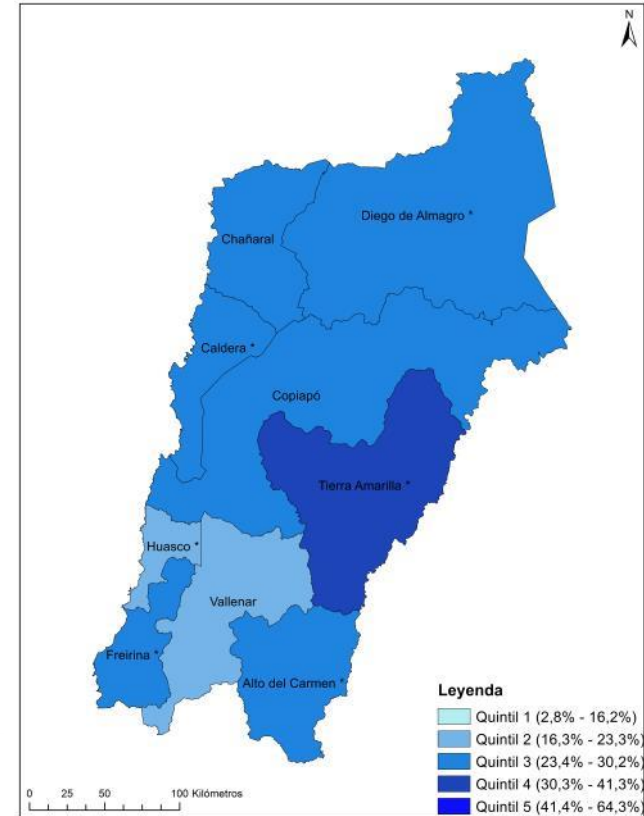 N
Diego de Almagro *
Chañaral
Caldera *
Copiapó
Tierra Amarilla *
Huasco *
Vallenar
Freirina *
Alto del Carmen *
Leyenda
Quintil 1 (2,8% - 16,2%)
Quintil 2 (16,3% - 23,3%)
Quintil 3 (23,4% - 30,2%)
Quintil 4 (30,3% - 41,3%)
Quintil 5 (41,4% - 64,3%)
0 25 50 100 Kilómetros